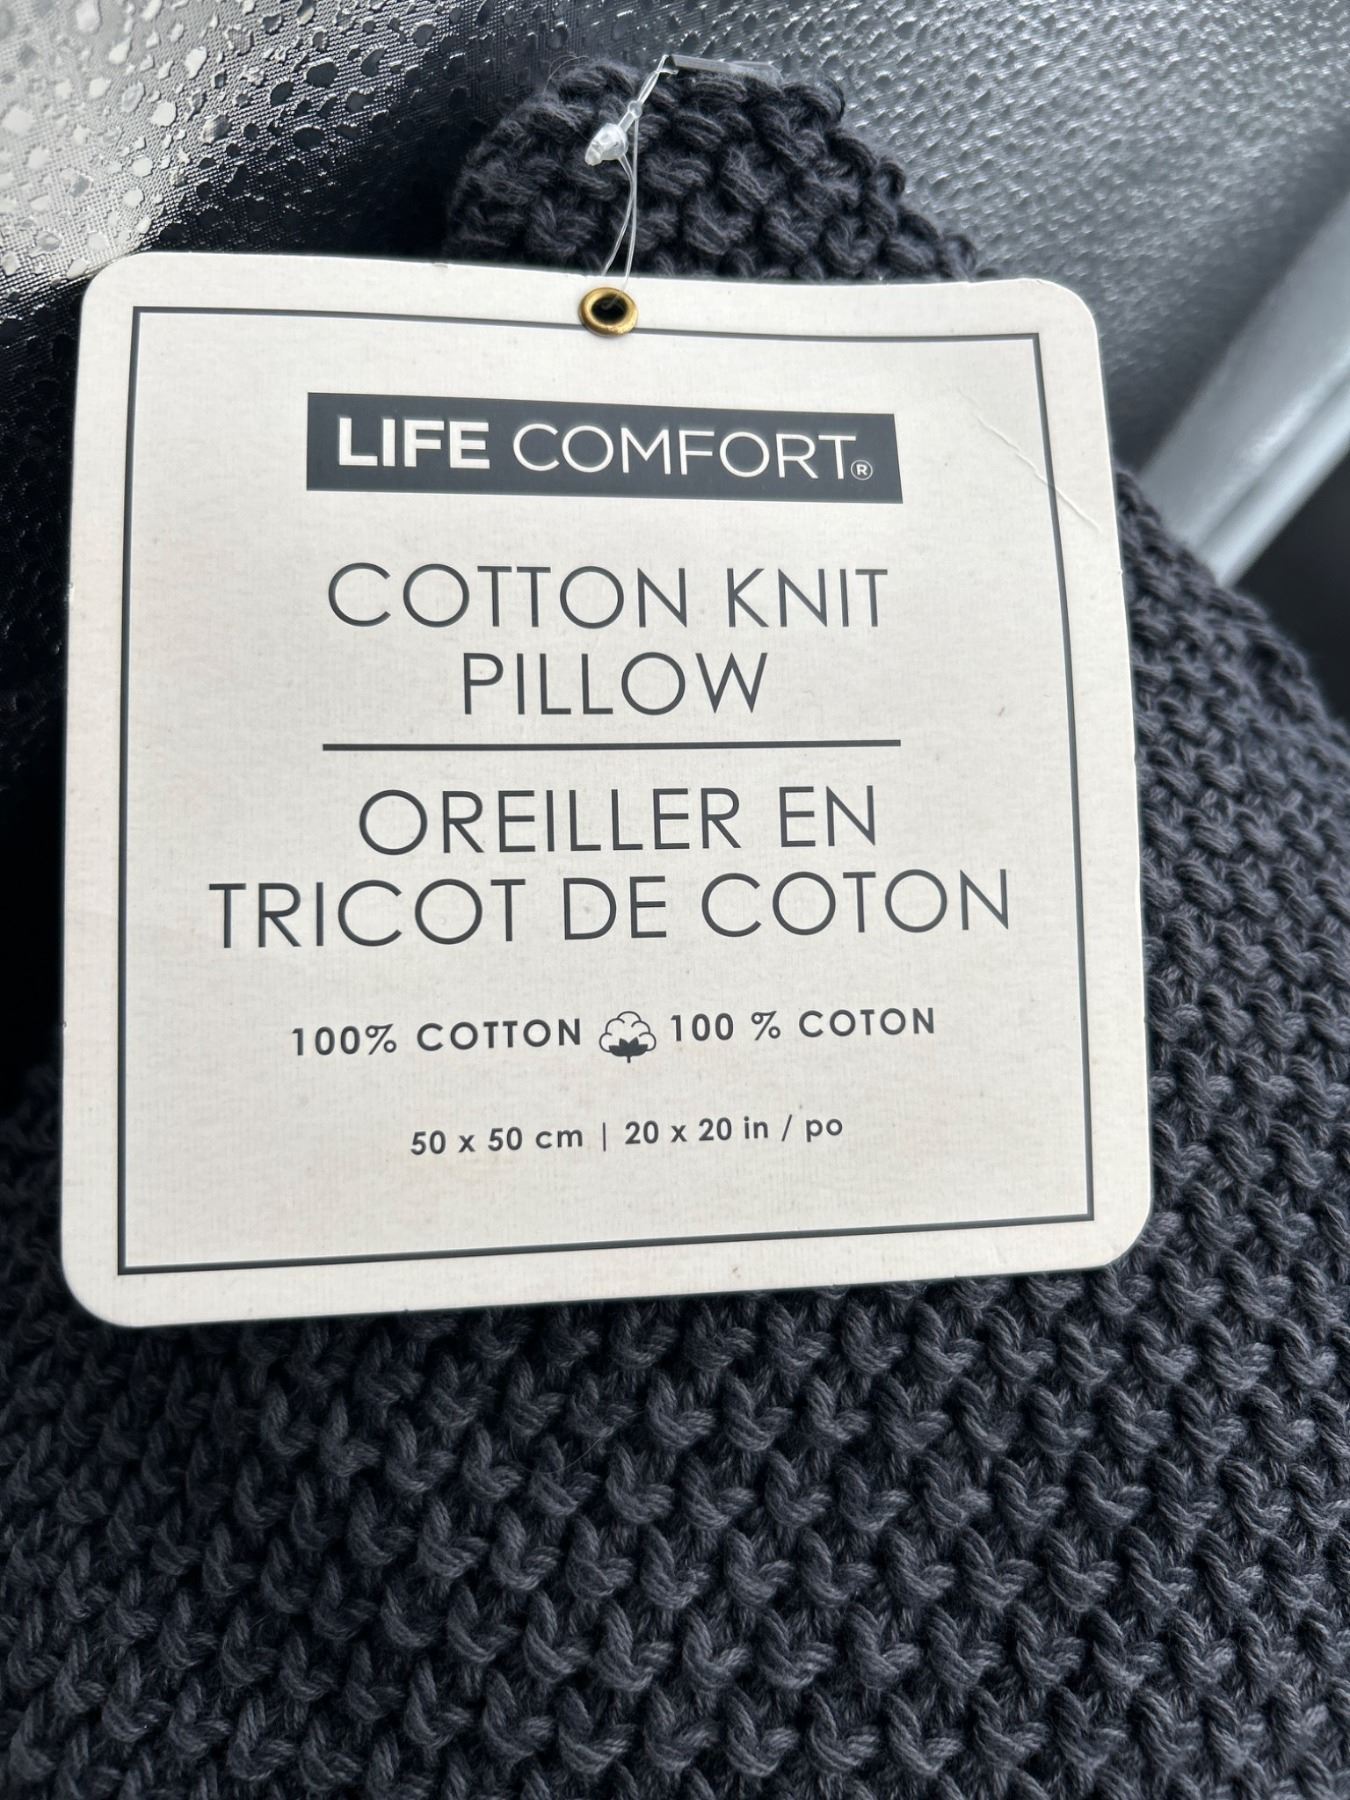 LIFE COMFORT®
COTTON KNIT
PILLOW
OREILLER EN
TRICOT DE COTON
100% COTTON 100 % COTON
50 x 50 cm | 20 x 20 in / po